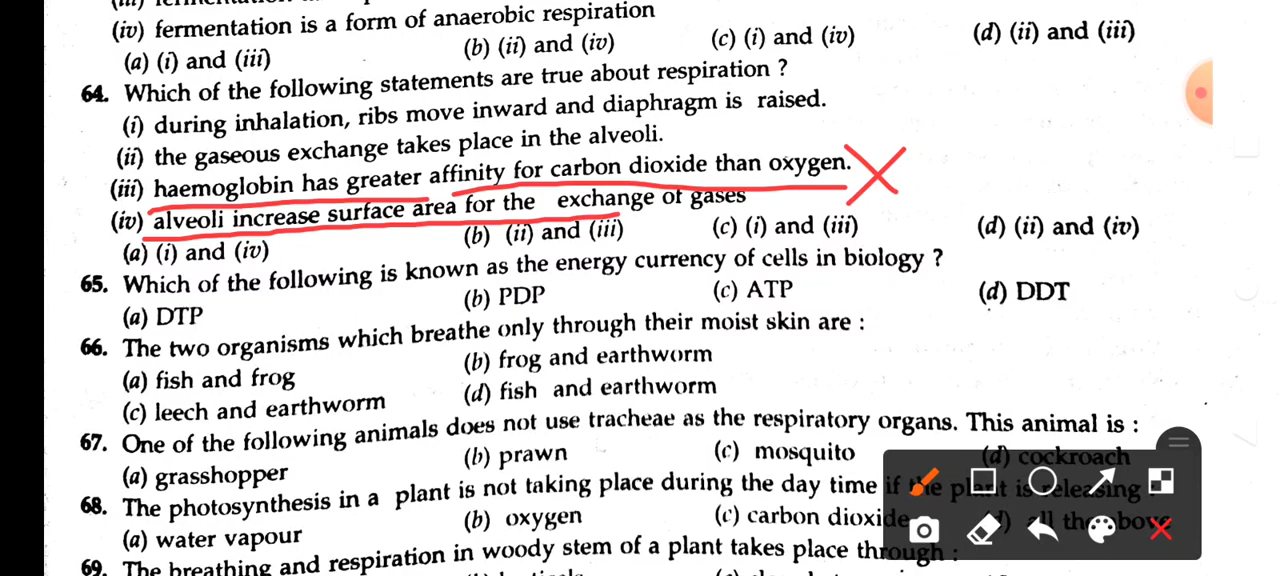 (iv) fermentation is a form of anaerobic respiration
(a) (i) and (iii) (b) (ii) and (iv) (c) (i) and (iv) (d) (ii) and (iii)
64. Which of the following statements are true about respiration ?
(i) during inhalation, ribs move inward and diaphragm is raised.
(ii) the gaseous exchange takes place in the alveoli.
(iii) haemoglobin has greater affinity for carbon dioxide than oxygen.
(iv) alveoli increase surface area for the exchange of gases
(a) (i) and (iv) (b) (ii) and (iii) (c) (i) and (iii) (d) (ii) and (iv)
65. Which of the following is known as the energy currency of cells in biology ?
(a) DTP (b) PDP (c) ATP (d) DDT
66. The two organisms which breathe only through their moist skin are :
(a) fish and frog (b) frog and earthworm
(c) leech and earthworm (d) fish and earthworm
67. One of the following animals does not use tracheae as the respiratory organs. This animal is :
(a) grasshopper (b) prawn (c) mosquito (d) cockroach
68. The photosynthesis in a plant is not taking place during the day time if the plant is releasing :
(a) water vapour (b) oxygen (c) carbon dioxide (d) all the above
69. The breathing and respiration in woody stem of a plant takes place through :